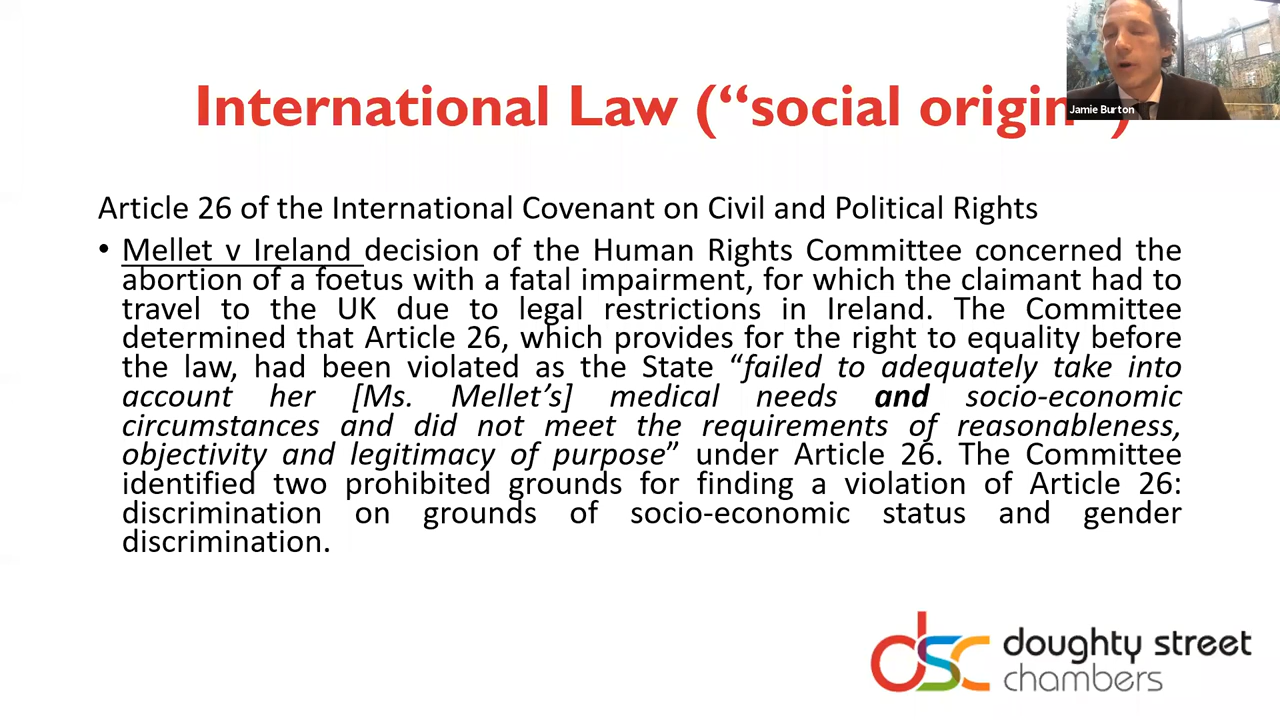 International Law (“social origin”)
Jamie Burton
Article 26 of the International Covenant on Civil and Political Rights
• Mellet v Ireland decision of the Human Rights Committee concerned the
abortion of a foetus with a fatal impairment, for which the claimant had to
travel to the UK due to legal restrictions in Ireland. The Committee
determined that Article 26, which provides for the right to equality before
the law, had been violated as the State “failed to adequately take into
account her [Ms. Mellet’s] medical needs and socio-economic
circumstances and did not meet the requirements of reasonableness,
objectivity and legitimacy of purpose” under Article 26. The Committee
identified two prohibited grounds for finding a violation of Article 26:
discrimination on grounds of socio-economic status and gender
discrimination.
dsc doughty street
chambers